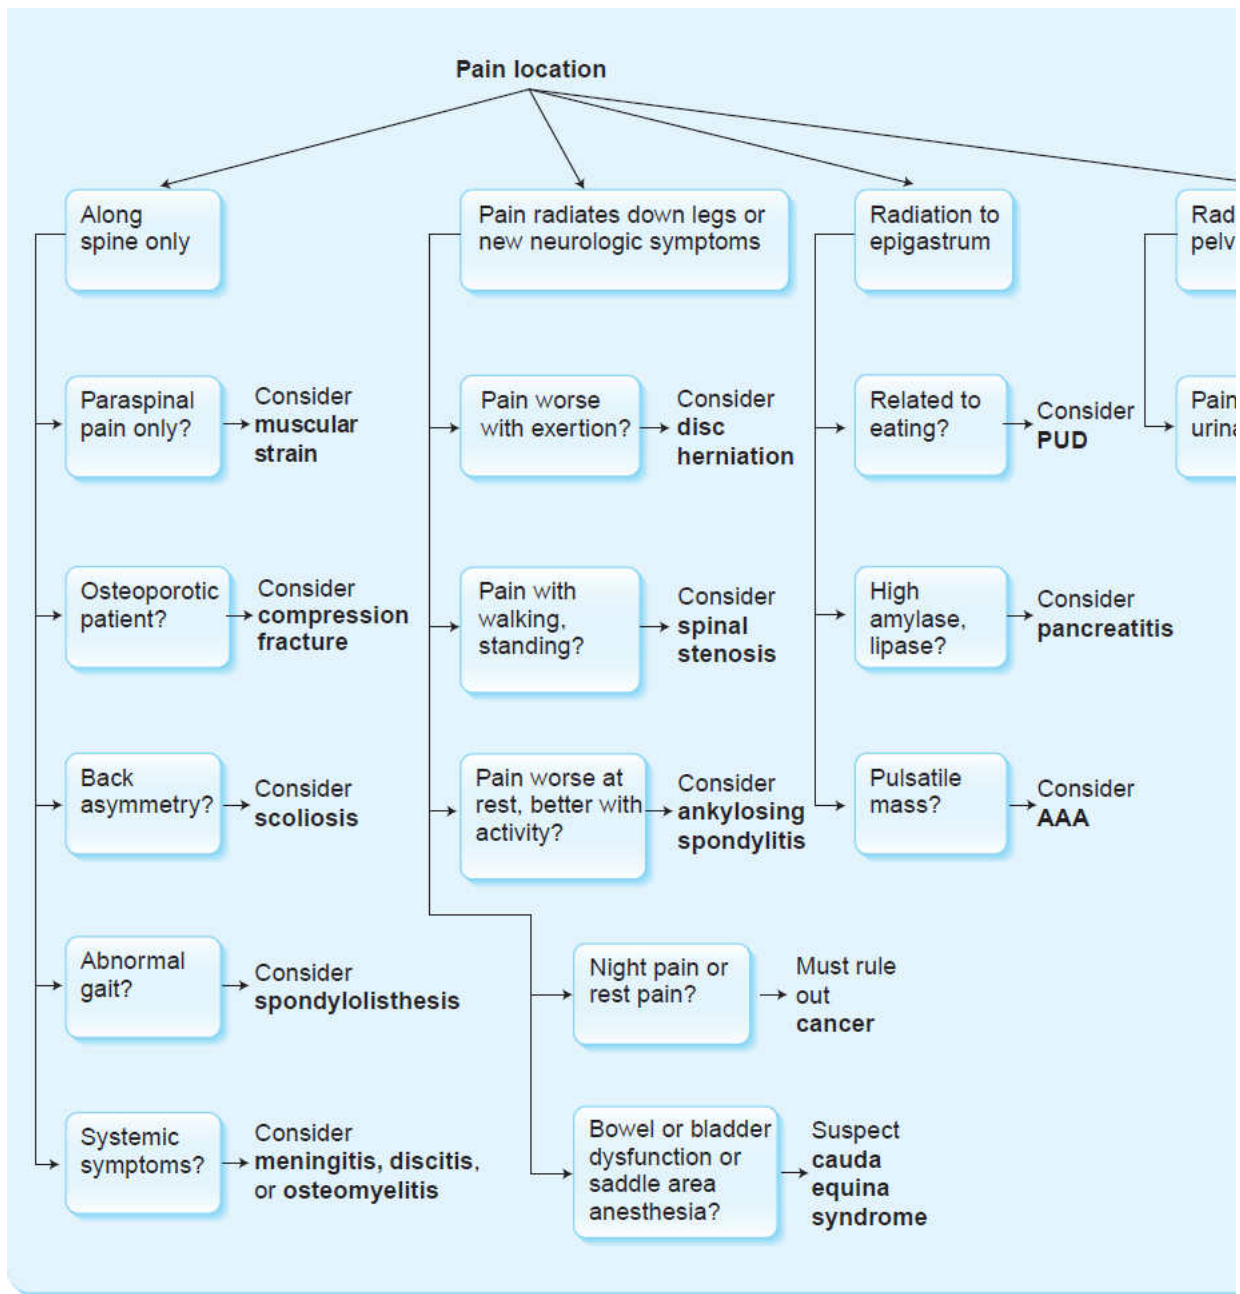 Pain location
Along
spine only
Pain radiates down legs or
new neurologic symptoms
Radiation to
epigastrum
Rad
pelv
Paraspinal
pain only?
Consider
muscular
strain
Pain worse
with exertion?
Consider
disc
herniation
Related to
eating?
Consider
PUD
Pain
urina
Osteoporotic
patient?
Consider
compression
fracture
Pain with
walking,
standing?
Consider
spinal
stenosis
High
amylase,
lipase?
Consider
pancreatitis
Back
asymmetry?
Consider
scoliosis
Pain worse at
rest, better with
activity?
Consider
ankylosing
spondylitis
Pulsatile
mass?
Consider
AAA
Abnormal
gait?
Consider
spondylolisthesis
Night pain or
rest pain?
Must rule
out
cancer
Systemic
symptoms?
Consider
meningitis, discitis,
or osteomyelitis
Bowel or bladder
dysfunction or
saddle area
anesthesia?
Suspect
cauda
equina
syndrome